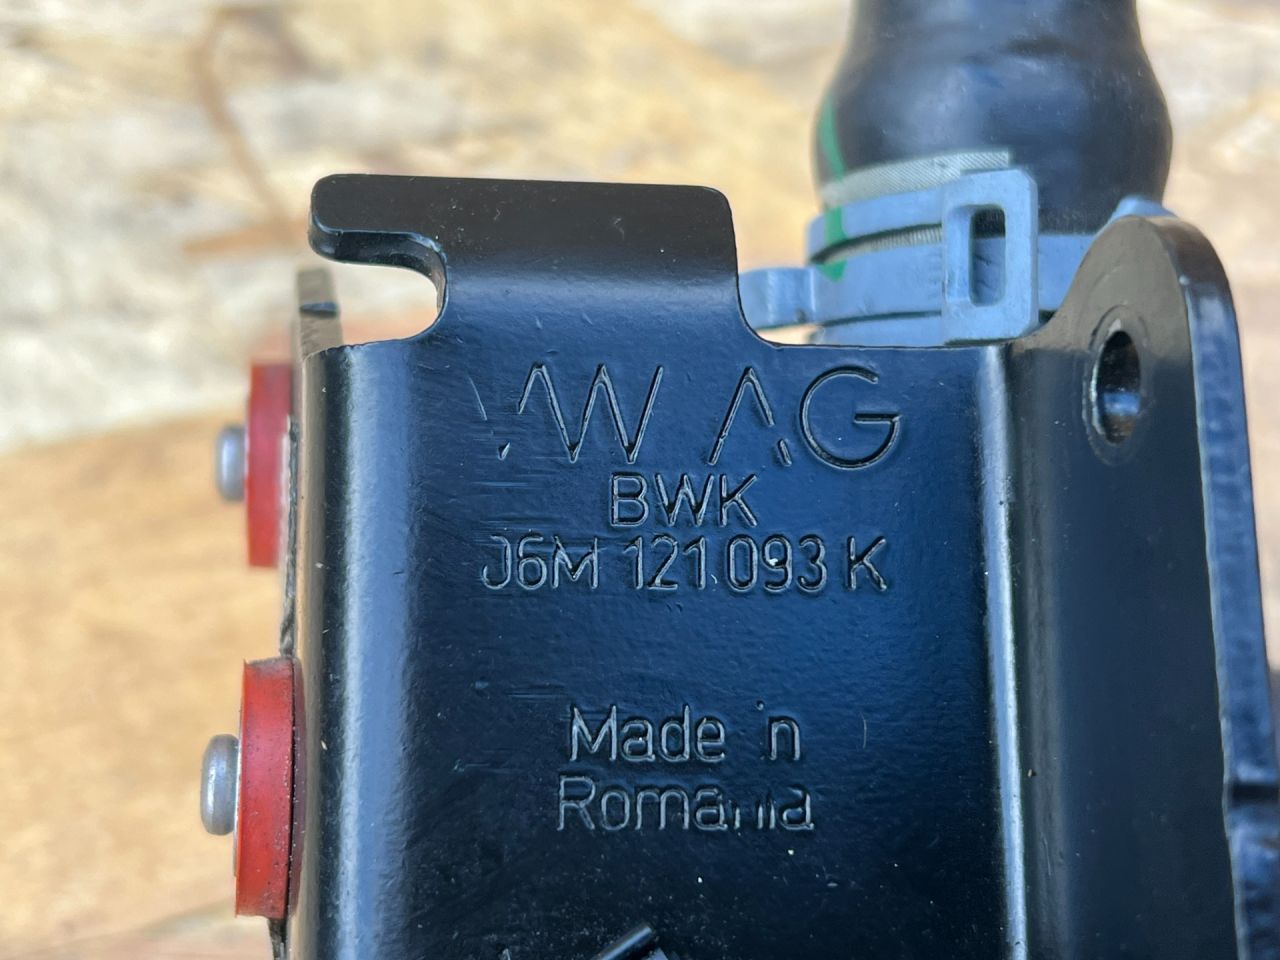 VW AG
BWK
J6M 121 093 K
Made in
Romania